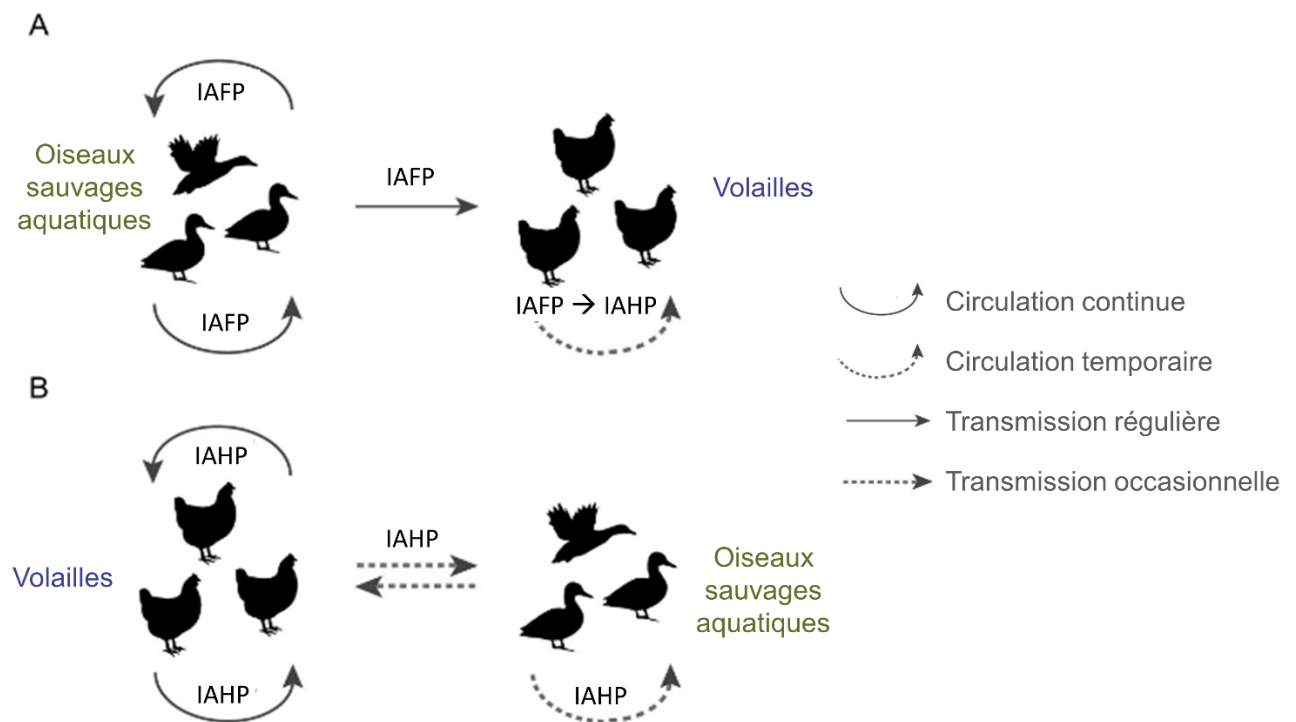 A
IAFP
Oiseaux
sauvages
aquatiques
IAFP
IAFP
Volailles
IAFP → IAHP
B
IAHP
Volailles
IAHP
IAHP
Oiseaux
sauvages
aquatiques
IAHP
Circulation continue
Circulation temporaire
Transmission régulière
Transmission occasionnelle